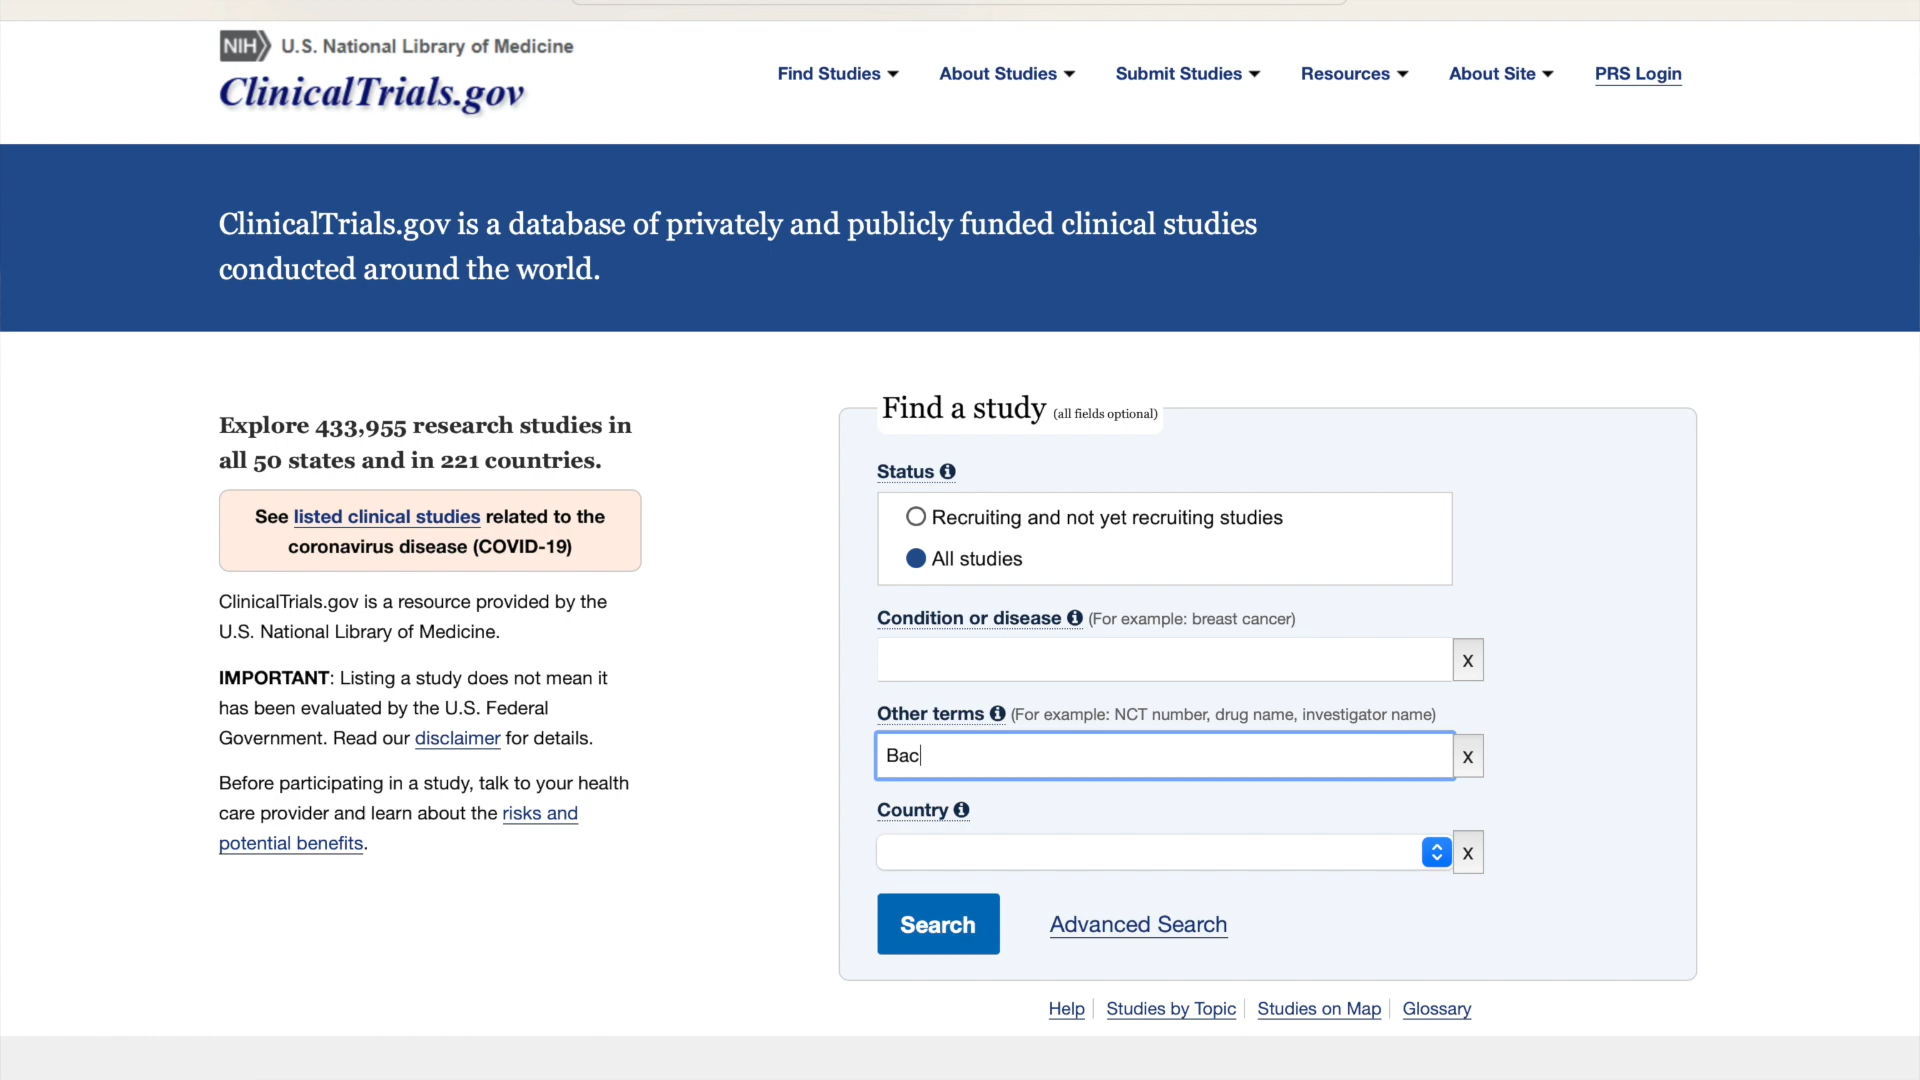 NIH U.S. National Library of Medicine
ClinicalTrials.gov
Find Studies About Studies Submit Studies Resources About Site PRS Login
ClinicalTrials.gov is a database of privately and publicly funded clinical studies
conducted around the world.
Explore 433,955 research studies in
all 50 states and in 221 countries.
See listed clinical studies related to the
coronavirus disease (COVID-19)
ClinicalTrials.gov is a resource provided by the
U.S. National Library of Medicine.
IMPORTANT: Listing a study does not mean it
has been evaluated by the U.S. Federal
Government. Read our disclaimer for details.
Before participating in a study, talk to your health
care provider and learn about the risks and
potential benefits.
Find a study (all fields optional)
Status
Recruiting and not yet recruiting studies
All studies
Condition or disease (For example: breast cancer)
X
Other terms (For example: NCT number, drug name, investigator name)
Bac X
Country
X
Search Advanced Search
Help Studies by Topic Studies on Map Glossary